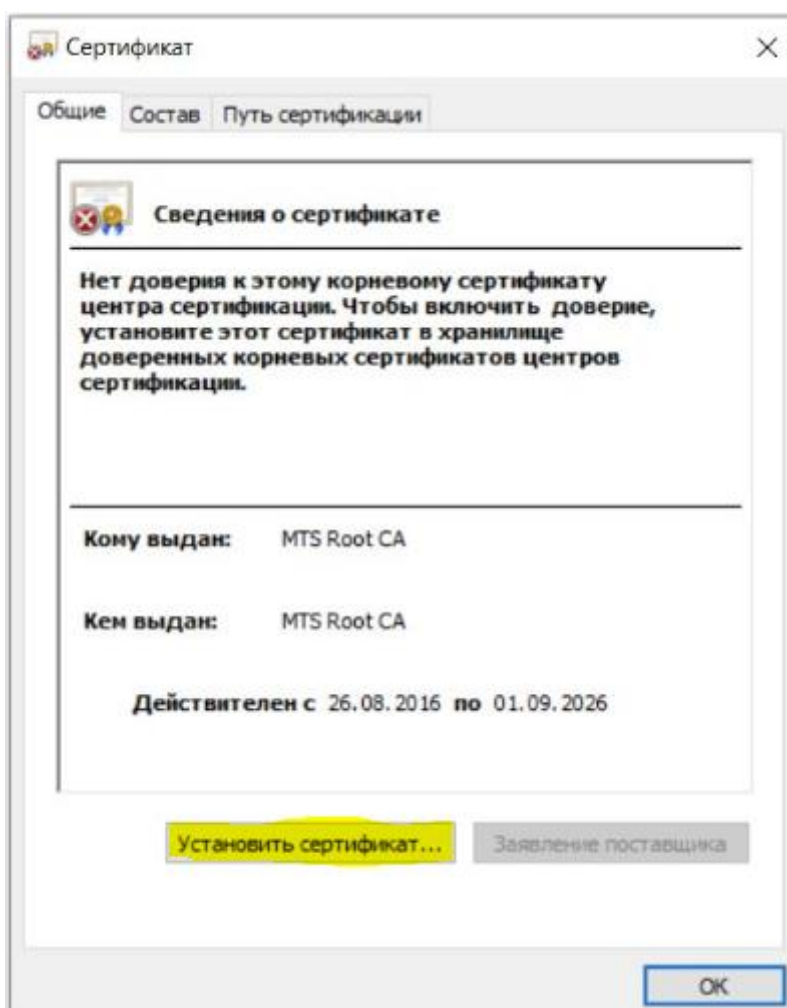 Сертификат
Общие Состав Путь сертификации
Сведения о сертификате
Нет доверия к этому корневому сертификату
центра сертификации. Чтобы включить доверие,
установите этот сертификат в хранилище
доверенных корневых сертификатов центров
сертификации.
Кому выдан: MTS Root CA
Кем выдан: MTS Root CA
Действителен с 26.08.2016 по 01.09.2026
Установить сертификат... Заявление поставщика
OK